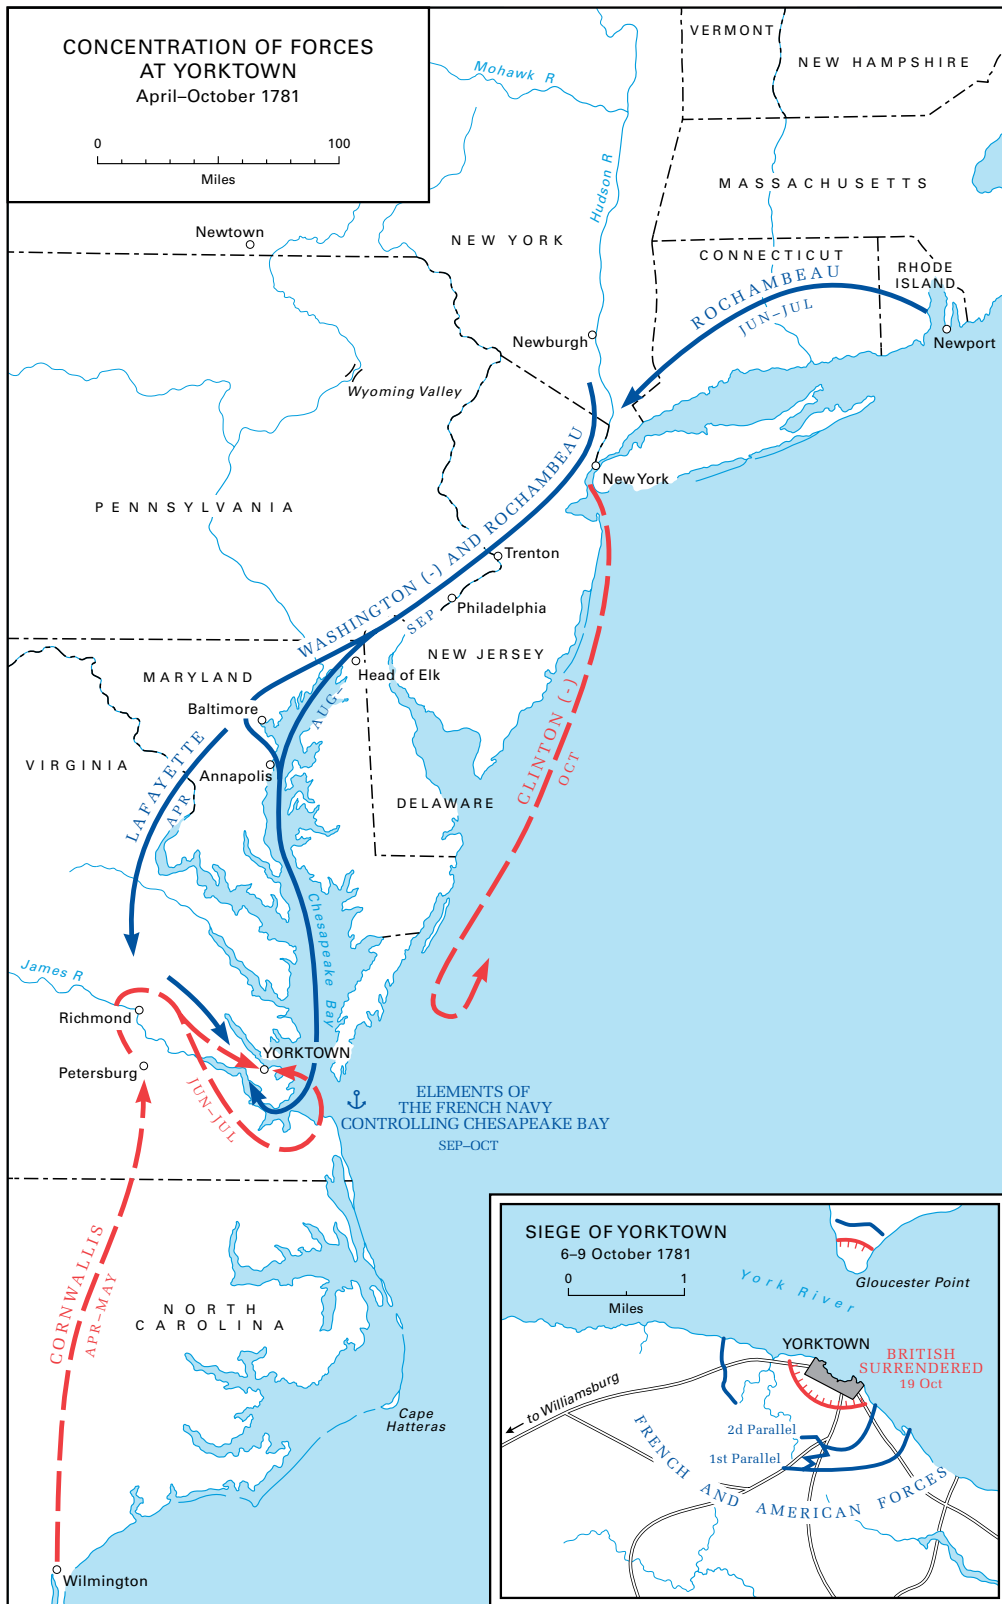 CONCENTRATION OF FORCES
AT YORKTOWN
April–October 1781
0 100
Miles
VERMONT
NEW HAMPSHIRE
Mohawk R
Hudson R
MASSACHUSETTS
Newtown
NEW YORK
CONNECTICUT
RHODE
ISLAND
ROCHAMBEAU
JUN–JUL
Newburgh
Newport
Wyoming Valley
New York
PENNSYLVANIA
WASHINGTON (-) AND ROCHAMBEAU
SEP
Trenton
Philadelphia
NEW JERSEY
Head of Elk
MARYLAND
Baltimore
AUG
CLINTON (-)
OCT
LAFAYETTE
APR
VIRGINIA
Annapolis
DELAWARE
Chesapeake Bay
James R
Richmond
YORKTOWN
Petersburg
JUN–JUL
ELEMENTS OF
THE FRENCH NAVY
CONTROLLING CHESAPEAKE BAY
SEP–OCT
CORNWALLIS
APR–MAY
NORTH
CAROLINA
Cape
Hatteras
Wilmington
SIEGE OF YORKTOWN
6–9 October 1781
0 1
Miles
York River
Gloucester Point
YORKTOWN
BRITISH
SURRENDERED
19 Oct
to Williamsburg
2d Parallel
1st Parallel
FRENCH AND AMERICAN FORCES